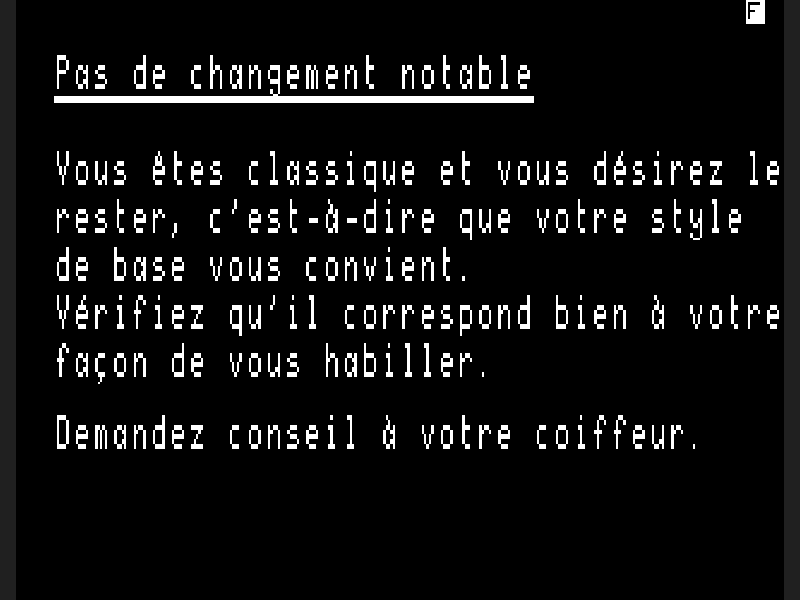 F
Pas de changement notable
Vous êtes classique et vous désirez le
rester, c'est-à-dire que votre style
de base vous convient.
Vérifiez qu'il correspond bien à votre
façon de vous habiller.
Demandez conseil à votre coiffeur.